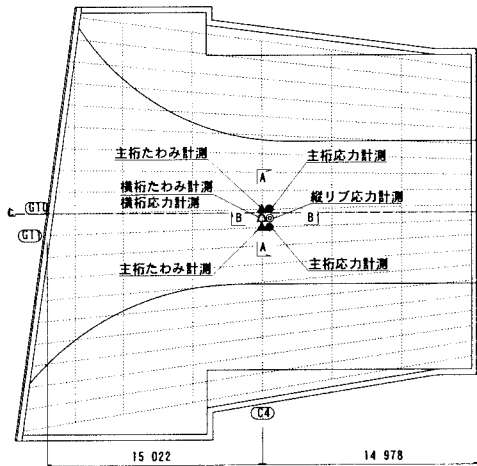 主桁たわみ計測
主桁応力計測
A
横桁たわみ計測
横桁応力計測
縦リブ応力計測
G10
B
B
G11
A
主桁たわみ計測
主桁応力計測
C4
15 022
14 978